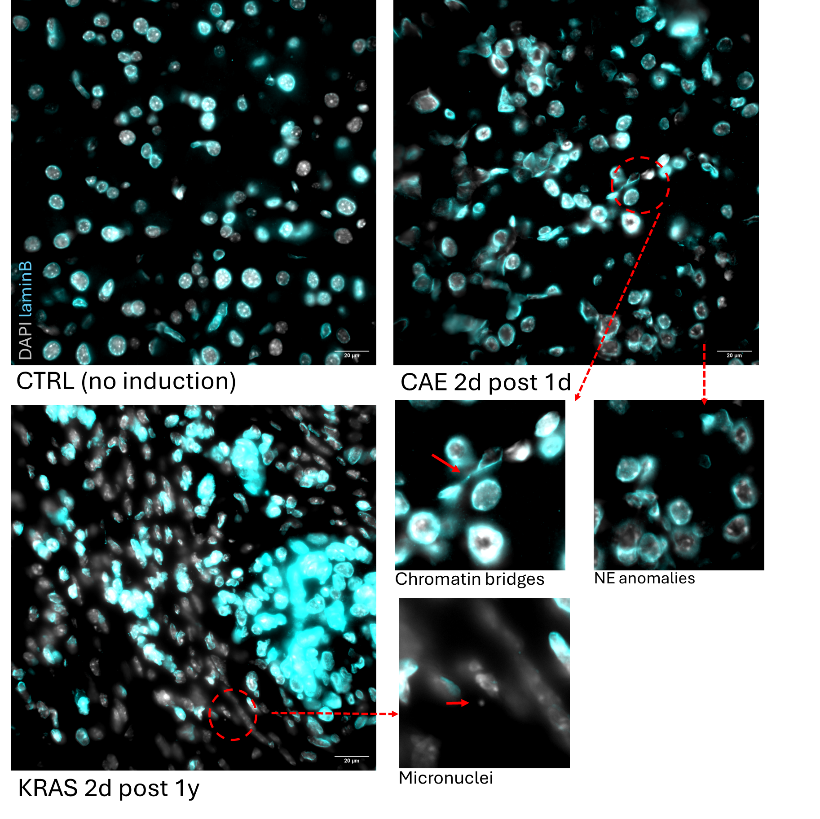 DAPI laminB
20 µm
20 µm
CTRL (no induction)
CAE 2d post 1d
Chromatin bridges
NE anomalies
20 µm
Micronuclei
KRAS 2d post 1y